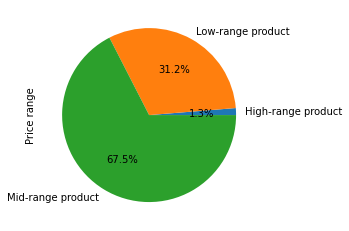 Low-range product
31.2%
High-range product
1.3%
Price range
67.5%
Mid-range product